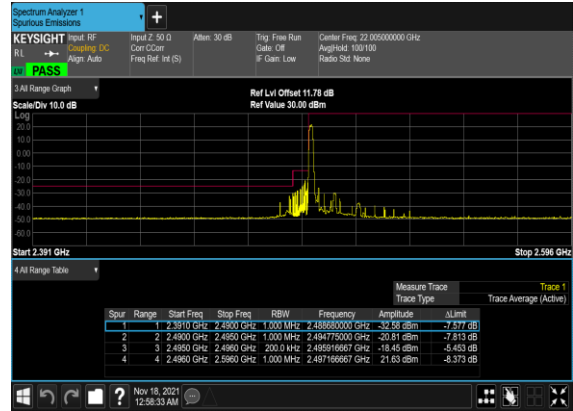 Spectrum Analyzer 1
Spurious Emissions
KEYSIGHT Input: RF Input Z: 50 Ω Atten: 30 dB Trig: Free Run Center Freq: 22.005000000 GHz
RL Coupling: DC Corr CCorr Gate: Off Avg|Hold: 100/100
Align: Auto Freq Ref: Int (S) IF Gain: Low Radio Std: None
PASS
3 All Range Graph
Ref Lvl Offset 11.78 dB
Scale/Div 10.0 dB Ref Value 30.00 dBm
Log
20.0
10.0
0.00
-10.0
-20.0
-30.0
-40.0
-50.0
-60.0
Start 2.391 GHz Stop 2.596 GHz
4 All Range Table
Measure Trace Trace 1
Trace Type Trace Average (Active)
Spur Range Start Freq Stop Freq RBW Frequency Amplitude ΔLimit
1 1 2.3910 GHz 2.4900 GHz 1.000 MHz 2.488680000 GHz -32.58 dBm -7.577 dB
2 2 2.4900 GHz 2.4950 GHz 1.000 MHz 2.494775000 GHz -20.81 dBm -7.813 dB
3 3 2.4950 GHz 2.4960 GHz 200.0 kHz 2.495916667 GHz -18.45 dBm -5.453 dB
4 4 2.4960 GHz 2.5960 GHz 1.000 MHz 2.497166667 GHz 21.63 dBm -8.373 dB
? Nov 18, 2021
12:58:33 AM